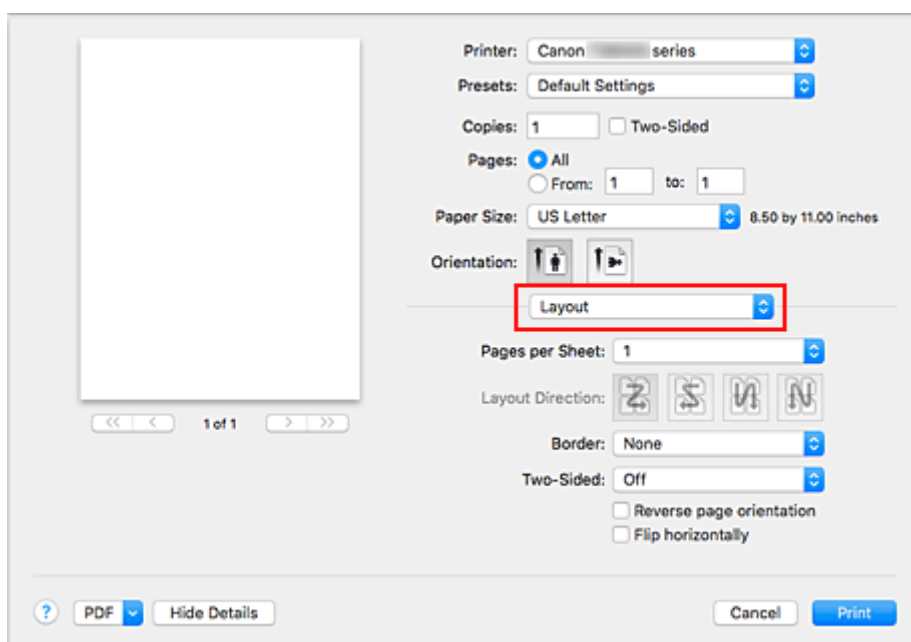 Printer: Canon series
Presets: Default Settings
Copies: 1 Two-Sided
Pages: All
From: 1 to: 1
Paper Size: US Letter 8.50 by 11.00 inches
Orientation:
Layout
Pages per Sheet: 1
Layout Direction:
<< < 1 of 1 > >>
Border: None
Two-Sided: Off
Reverse page orientation
Flip horizontally
? PDF Hide Details Cancel Print